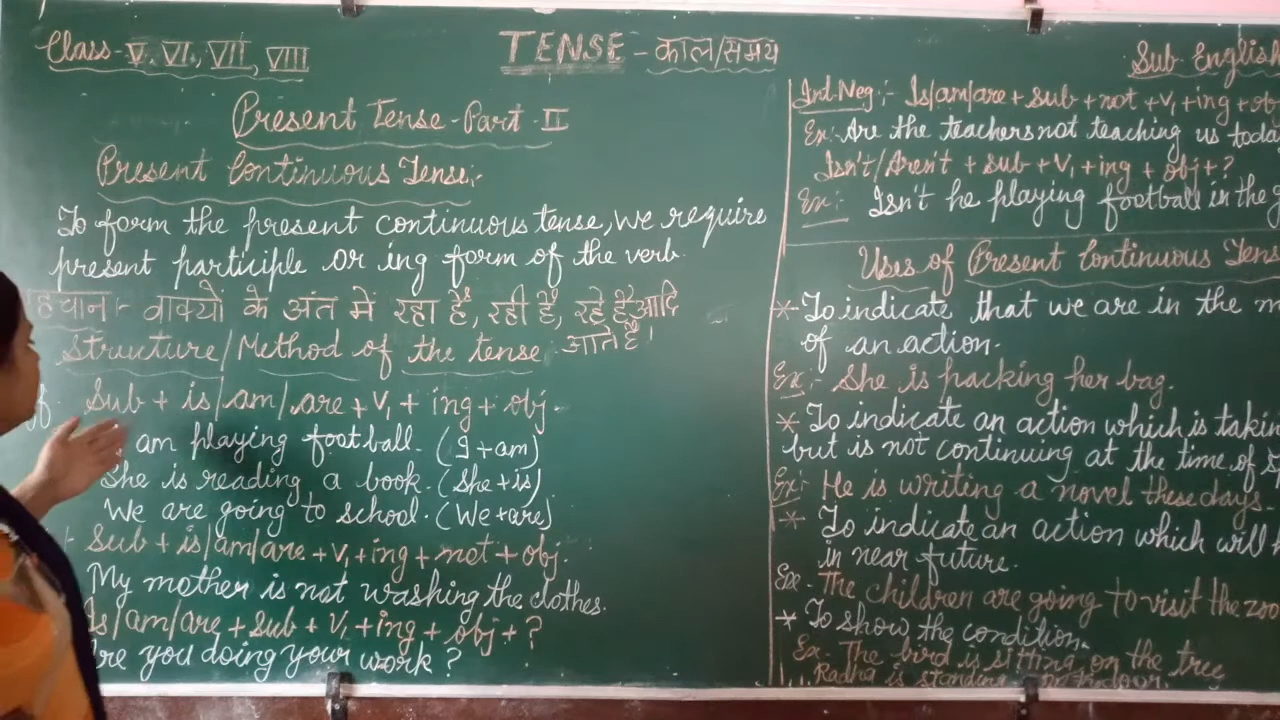 Class - V, VI, VII, VIII
TENSE - काल/समय
Sub - English
Present Tense - Part - II
Present Continuous Tense:-
To form the present continuous tense, we require
present participle or ing form of the verb.
वाक्यों के अंत में रहा है, रही है, रहे हैं आदि
आते हैं।
Structure/Method of the tense
Sub + is/am/are + V1 + ing + obj.
am playing football. (I + am)
She is reading a book. (She + is)
We are going to school. (We + are)
Sub + is/am/are + V1 + ing + not + obj.
My mother is not washing the clothes.
Is/am/are + sub + V1 + ing + obj + ?
Are you doing your work?
Int. Neg:- Is/am/are + sub + not + V1 + ing +
Ex:- Are the teachers not teaching us
Isn't/Aren't + sub + V1 + ing + obj + ?
Ex:- Isn't he playing football in the
Uses of Present Continuous
* To indicate that we are in the
of an action.
Ex:- She is packing her bag.
* To indicate an action which is
but is not continuing at the time of
Ex:- He is writing a novel these days.
* To indicate an action which will
in near future.
Ex - The children are going to visit the zoo
* To show the condition.
Ex - The bird is sitting on the tree
Radha is standing